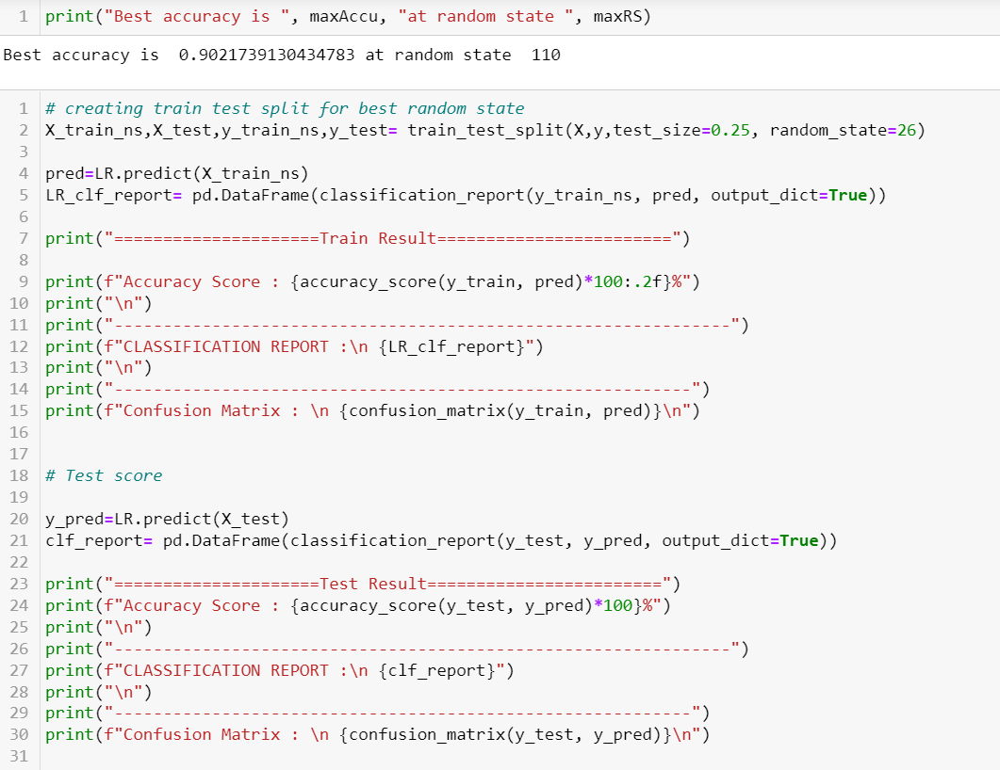 1 print("Best accuracy is ", maxAccu, "at random state ", maxRS)
Best accuracy is  0.9021739130434783 at random state  110
1 # creating train test split for best random state
2 X_train_ns,X_test,y_train_ns,y_test= train_test_split(X,y,test_size=0.25, random_state=26)
3
4 pred=LR.predict(X_train_ns)
5 LR_clf_report= pd.DataFrame(classification_report(y_train_ns, pred, output_dict=True))
6
7 print("=====================Train Result========================")
8
9 print(f"Accuracy Score : {accuracy_score(y_train, pred)*100:.2f}%")
10 print("\n")
11 print("---------------------------------------------------------------")
12 print(f"CLASSIFICATION REPORT :\n {LR_clf_report}")
13 print("\n")
14 print("-----------------------------------------------------------")
15 print(f"Confusion Matrix : \n {confusion_matrix(y_train, pred)}\n")
16
17
18 # Test score
19
20 y_pred=LR.predict(X_test)
21 clf_report= pd.DataFrame(classification_report(y_test, y_pred, output_dict=True))
22
23 print("=====================Test Result========================")
24 print(f"Accuracy Score : {accuracy_score(y_test, y_pred)*100}%")
25 print("\n")
26 print("---------------------------------------------------------------")
27 print(f"CLASSIFICATION REPORT :\n {clf_report}")
28 print("\n")
29 print("-----------------------------------------------------------")
30 print(f"Confusion Matrix : \n {confusion_matrix(y_test, y_pred)}\n")
31